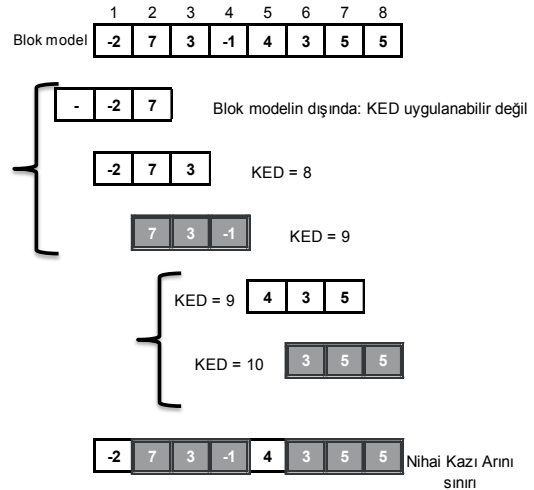 1 2 3 4 5 6 7 8
Blok model -2 7 3 -1 4 3 5 5
- -2 7 Blok modelin dışında: KED uygulanabilir değil
-2 7 3 KED = 8
7 3 -1 KED = 9
KED = 9 4 3 5
KED = 10 3 5 5
-2 7 3 -1 4 3 5 5 Nihai Kazı Arını
sınırı